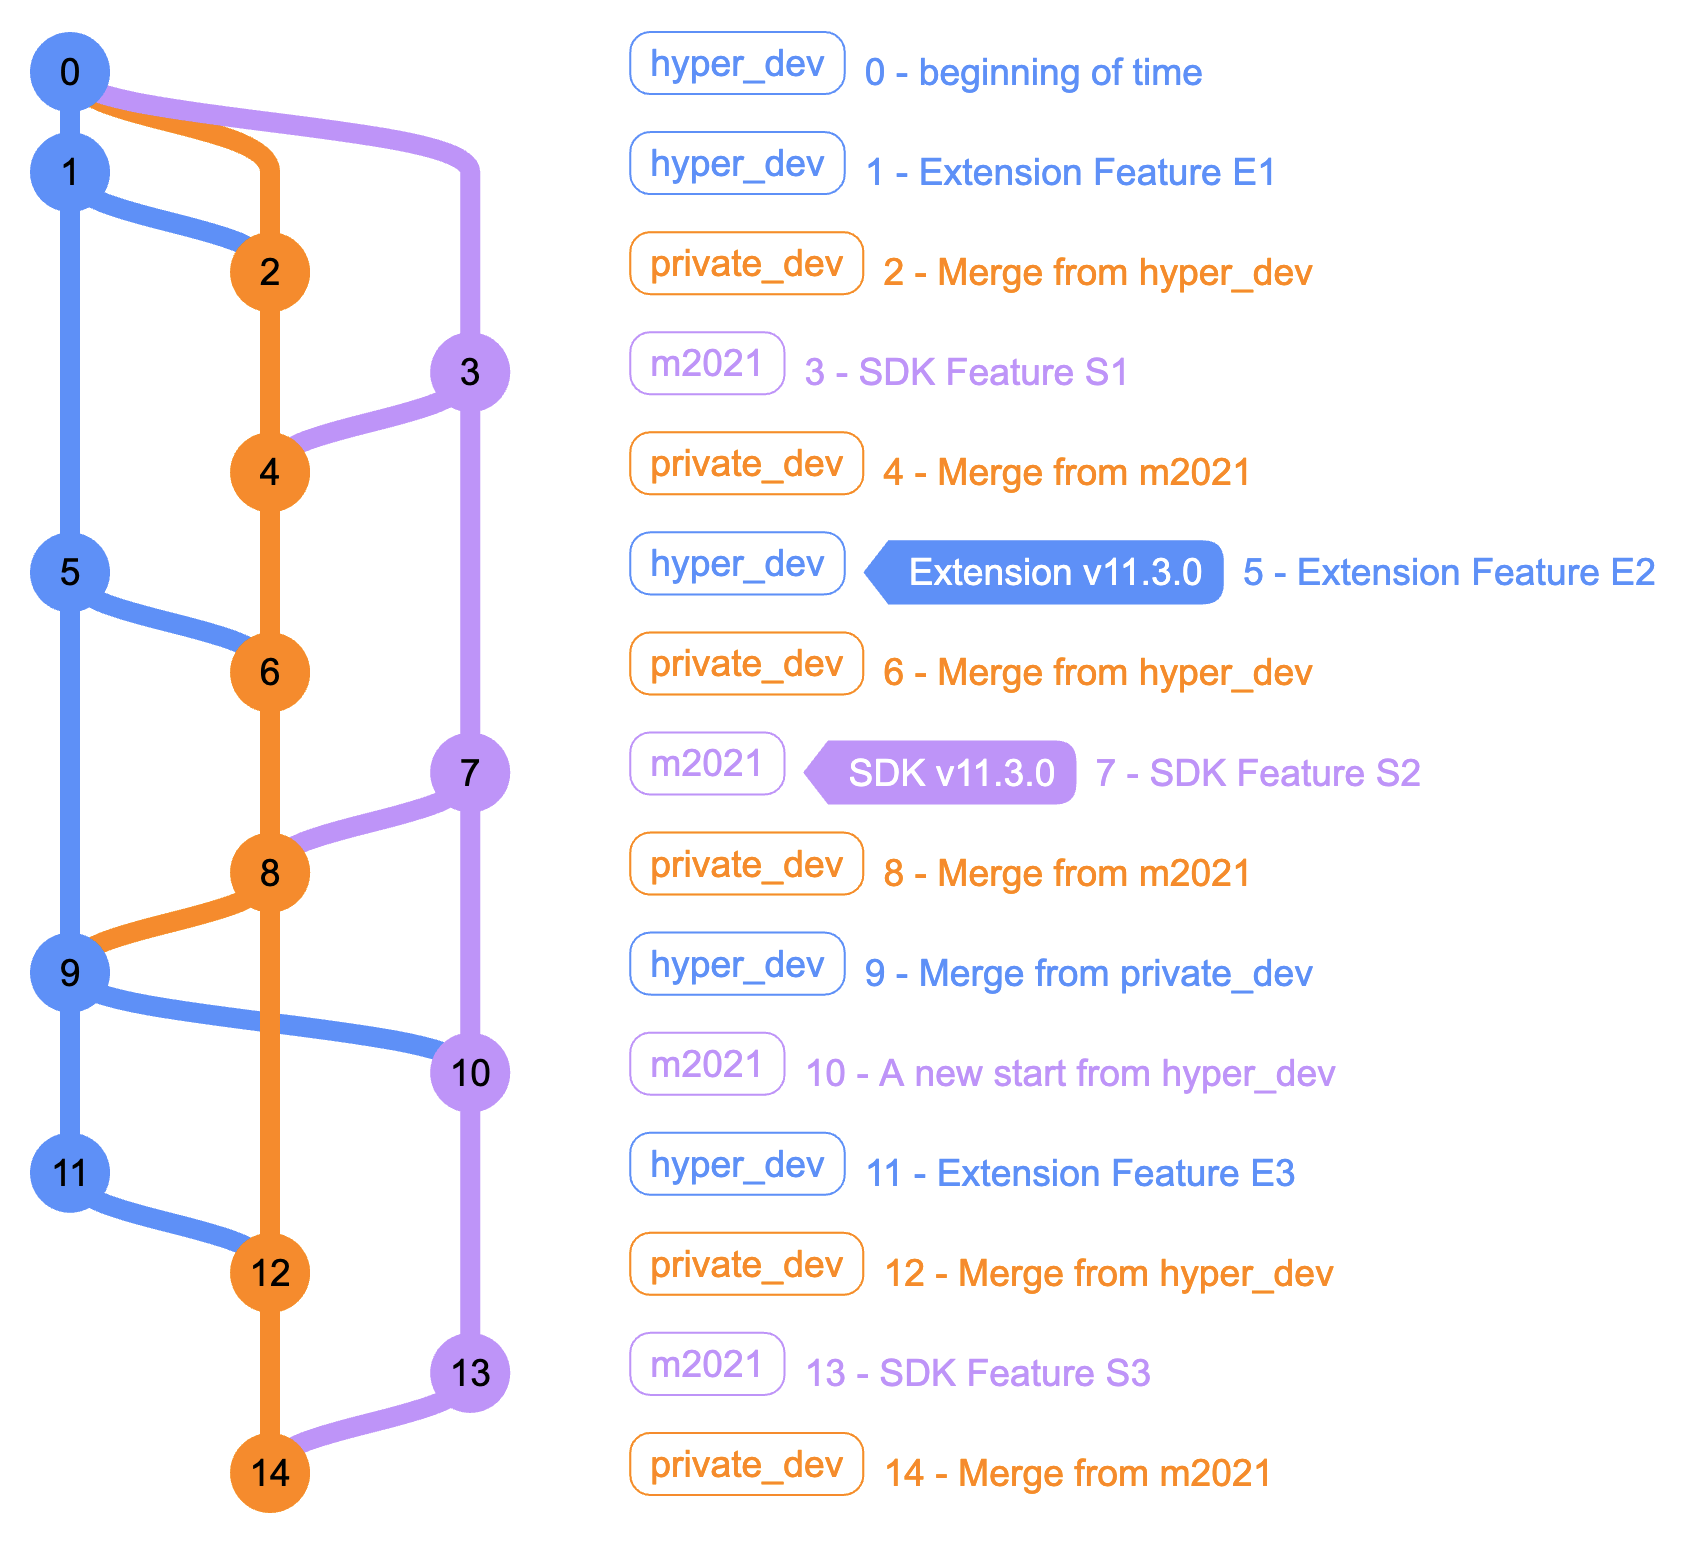 0 hyper_dev 0 - beginning of time
1 hyper_dev 1 - Extension Feature E1
2 private_dev 2 - Merge from hyper_dev
3 m2021 3 - SDK Feature S1
4 private_dev 4 - Merge from m2021
5 hyper_dev Extension v11.3.0 5 - Extension Feature E2
6 private_dev 6 - Merge from hyper_dev
7 m2021 SDK v11.3.0 7 - SDK Feature S2
8 private_dev 8 - Merge from m2021
9 hyper_dev 9 - Merge from private_dev
10 m2021 10 - A new start from hyper_dev
11 hyper_dev 11 - Extension Feature E3
12 private_dev 12 - Merge from hyper_dev
13 m2021 13 - SDK Feature S3
14 private_dev 14 - Merge from m2021